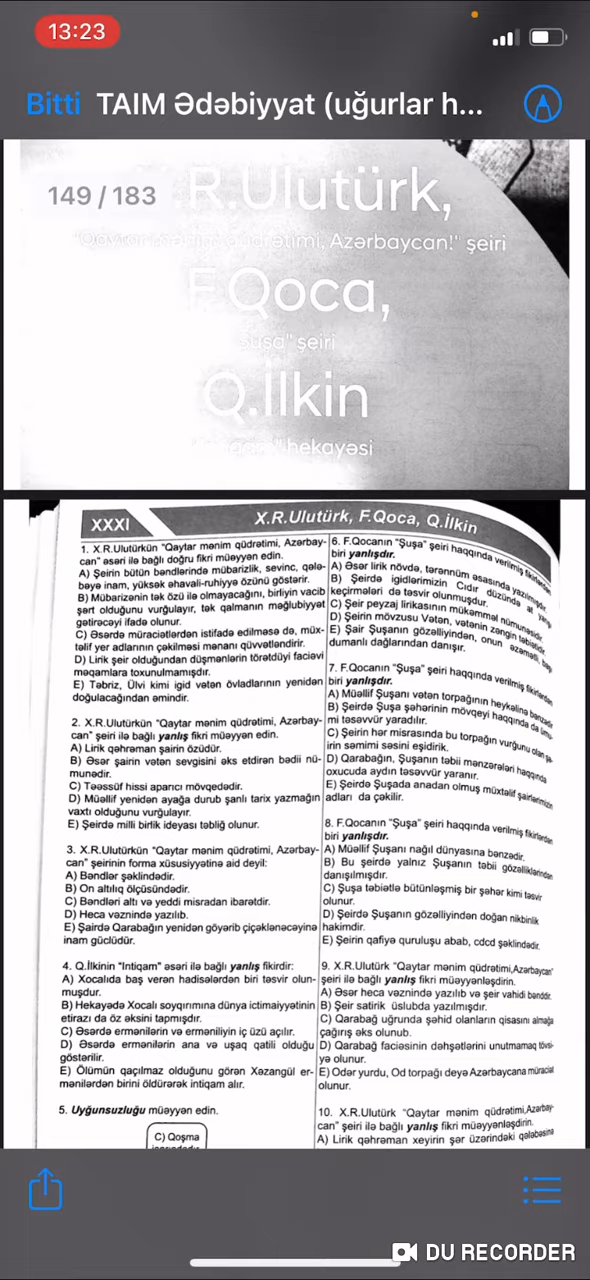 13:23
Bitti
TAIM Ədəbiyyat (uğurlar h...
149 / 183
.R.Ulutürk,
"Qaytar mənim qüdrətimi, Azərbaycan!" şeiri
F.Qoca,
"Şuşa" şeiri
Q.İlkin
hekayəsi
XXXI
X.R.Ulutürk, F.Qoca, Q.İlkin
1. X.R.Ulutürkün "Qaytar mənim qüdrətimi, Azərbay-
can" əsəri ilə bağlı doğru fikri müəyyən edin.
A) Şeirin bütün bəndlərində mübarizlik, sevinc, qələ-
bəyə inam, yüksək əhavali-ruhiyyə özünü göstərir.
B) Mübarizənin tək özü ilə olmayacağını, birliyin vacib
şərt olduğunu vurğulayır, tək qalmanın məğlubiyyət
gətirəcəyi ifadə olunur.
C) Əsərdə müraciətlərdən istifadə edilməsə də, müx-
təlif yer adlarının çəkilməsi mənanı qüvvətləndirir.
D) Lirik şeir olduğundan düşmənlərin törətdüyi faciəvi
məqamlara toxunulmamışdır.
E) Təbriz, Ülvi kimi igid vətən övladlarının yenidən
doğulacağından əmindir.
2. X.R.Ulutürkün "Qaytar mənim qüdrətimi, Azərbay-
can" şeiri ilə bağlı yanlış fikri müəyyən edin.
A) Lirik qəhrəman şairin özüdür.
B) Əsər şairin vətən sevgisini əks etdirən bədii nü-
munədir.
C) Təəssüf hissi aparıcı mövqedədir.
D) Müəllif yenidən ayağa durub şanlı tarix yazmağın
vaxtı olduğunu vurğulayır.
E) Şeirdə milli birlik ideyası təbliğ olunur.
3. X.R.Ulutürkün "Qaytar mənim qüdrətimi, Azərbay-
can" şeirinin forma xüsusiyyətinə aid deyil:
A) Bəndlər şəklindədir.
B) On altılıq ölçüsündədir.
C) Bəndləri altı və yeddi misradan ibarətdir.
D) Heca vəznində yazılıb.
E) Şairdə Qarabağın yenidən göyərib çiçəklənəcəyinə
inam güclüdür.
4. Q.İlkinin "İntiqam" əsəri ilə bağlı yanlış fikirdir:
A) Xocalıda baş verən hadisələrdən biri təsvir olun-
muşdur.
B) Hekayədə Xocalı soyqırımına dünya ictimaiyyətinin
etirazı da öz əksini tapmışdır.
C) Əsərdə ermənilərin və erməniliyin iç üzü açılır.
D) Əsərdə ermənilərin ana və uşaq qatili olduğu
göstərilir.
E) Ölümün qaçılmaz olduğunu görən Xəzangül er-
mənilərdən birini öldürərək intiqam alır.
5. Uyğunsuzluğu müəyyən edin.
C) Qoşma
6. F.Qocanın "Şuşa" şeiri haqqında verilmiş fikirlərdən
biri yanlışdır.
A) Əsər lirik növdə, tərənnüm əsasında yazılmışdır.
B) Şeirdə igidlərimizin Cıdır düzündə at yarışı
keçirmələri də təsvir olunmuşdur.
C) Şeir peyzaj lirikasının mükəmməl nümunəsidir.
D) Şeirin mövzusu Vətən, vətənin zəngin təbiətidir.
E) Şair Şuşanın gözəlliyindən, onun əzəmətli, başı
dumanlı dağlarından danışır.
7. F.Qocanın "Şuşa" şeiri haqqında verilmiş fikirlərdən
biri yanlışdır.
A) Müəllif Şuşanı vətən torpağının heykəlinə bənzədir.
B) Şeirdə Şuşa şəhərinin mövqeyi haqqında da ümu-
mi təsəvvür yaradılır.
C) Şeirin hər misrasında bu torpağın vurğunu olan şa-
irin səmimi səsini eşidirik.
D) Qarabağın, Şuşanın təbii mənzərələri haqqında
oxucuda aydın təsəvvür yaranır.
E) Şeirdə Şuşada anadan olmuş müxtəlif şairlərimizin
adları da çəkilir.
8. F.Qocanın "Şuşa" şeiri haqqında verilmiş fikirlərdən
biri yanlışdır.
A) Müəllif Şuşanı nağıl dünyasına bənzədir.
B) Bu şeirdə yalnız Şuşanın təbii gözəlliklərindən
danışılmışdır.
C) Şuşa təbiətlə bütünləşmiş bir şəhər kimi təsvir
olunur.
D) Şeirdə Şuşanın gözəlliyindən doğan nikbinlik
hakimdir.
E) Şeirin qafiyə quruluşu abab, cdcd şəklindədir.
9. X.R.Ulutürk "Qaytar mənim qüdrətimi,Azərbaycan"
şeiri ilə bağlı yanlış fikri müəyyənləşdirin.
A) Əsər heca vəznində yazılıb və şeir vahidi bənddir.
B) Şeir satirik üslubda yazılmışdır.
C) Qarabağ uğrunda şəhid olanların qisasını almağa
çağırış əks olunub.
D) Qarabağ faciəsinin dəhşətlərini unutmamaq tövsi-
yə olunur.
E) Odər yurdu, Od torpağı deyə Azərbaycana müraciət
olunur.
10. X.R.Ulutürk "Qaytar mənim qüdrətimi,Azərbay-
can" şeiri ilə bağlı yanlış fikri müəyyənləşdirin.
A) Lirik qəhrəman xeyirin şər üzərindəki qələbəsinə
DU RECORDER